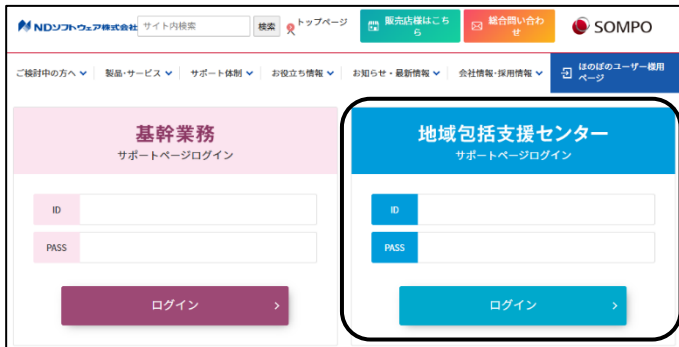 NDソフトウェア株式会社
サイト内検索
検索
トップページ
販売店様はこち
ら
総合問い合わ
せ
SOMPO
ご検討中の方へ
製品・サービス
サポート体制
お役立ち情報
お知らせ・最新情報
会社情報・採用情報
ほのぼのユーザー様用
ページ
基幹業務
サポートページログイン
ID
PASS
ログイン
地域包括支援センター
サポートページログイン
ID
PASS
ログイン